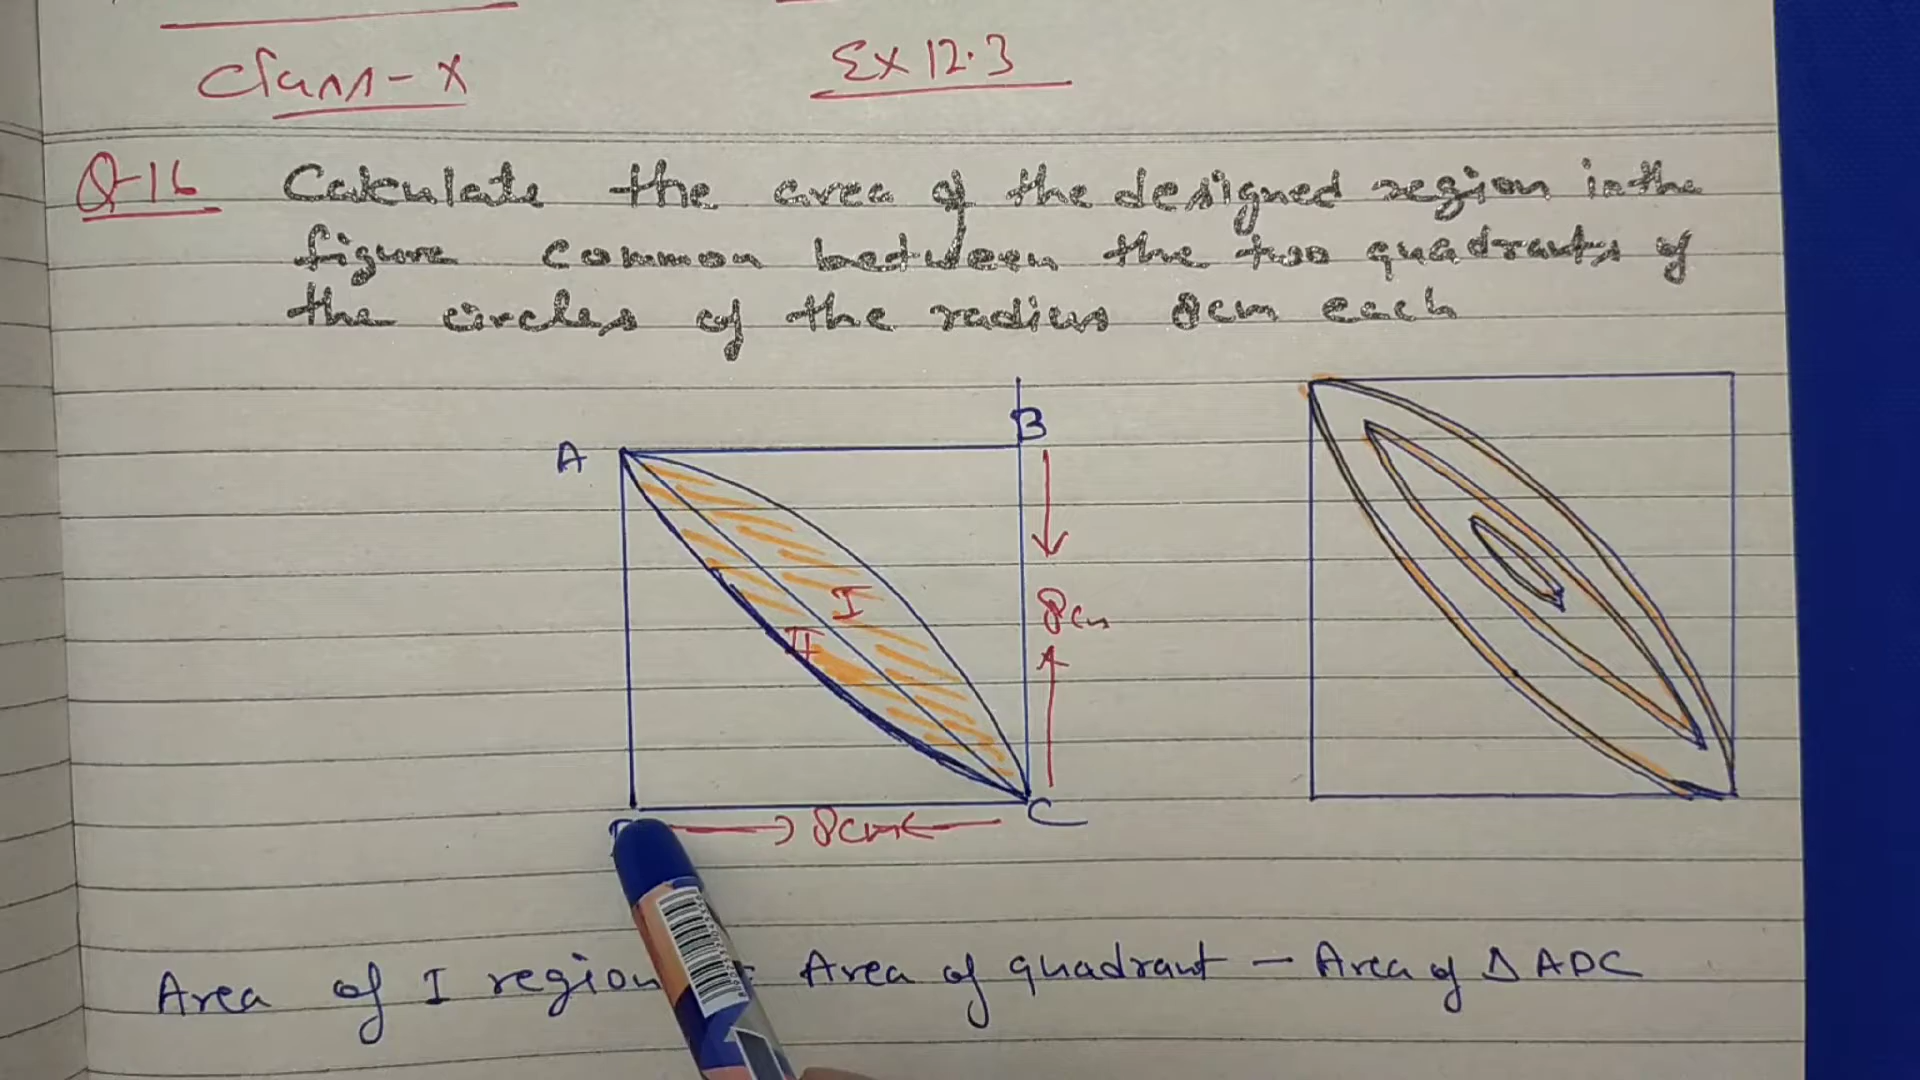 Class-X
Ex 12.3
Q-16 Calculate the area of the designed region in the
figure common between the two quadrants of
the circles of the radius 8cm each
A
B
I
II
8cm
8cm
C
Area of I region = Area of quadrant - Area of Δ ADC